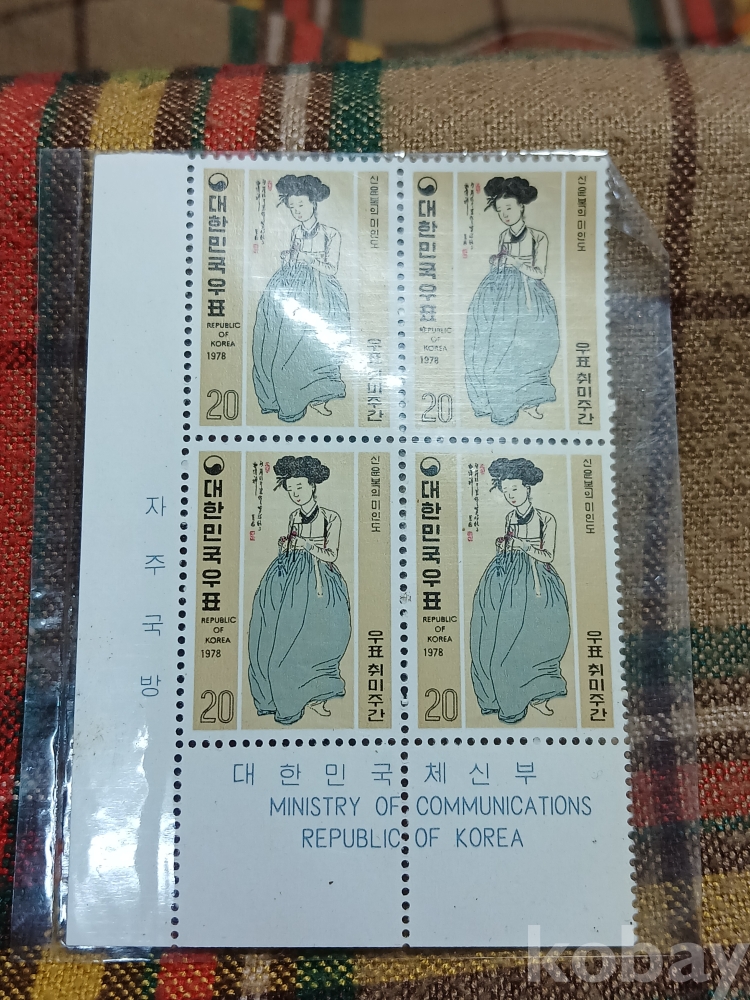 대한민국우표
REPUBLIC
OF
KOREA
1978
20
신윤복의 미인도
우표 취미주간
대한민국우표
REPUBLIC
OF
KOREA
1978
20
신윤복의 미인도
우표 취미주간
대한민국우표
REPUBLIC
OF
KOREA
1978
20
신윤복의 미인도
우표 취미주간
대한민국우표
REPUBLIC
OF
KOREA
1978
20
신윤복의 미인도
우표 취미주간
자주국방
대한민국체신부
MINISTRY OF COMMUNICATIONS
REPUBLIC OF KOREA
kobay